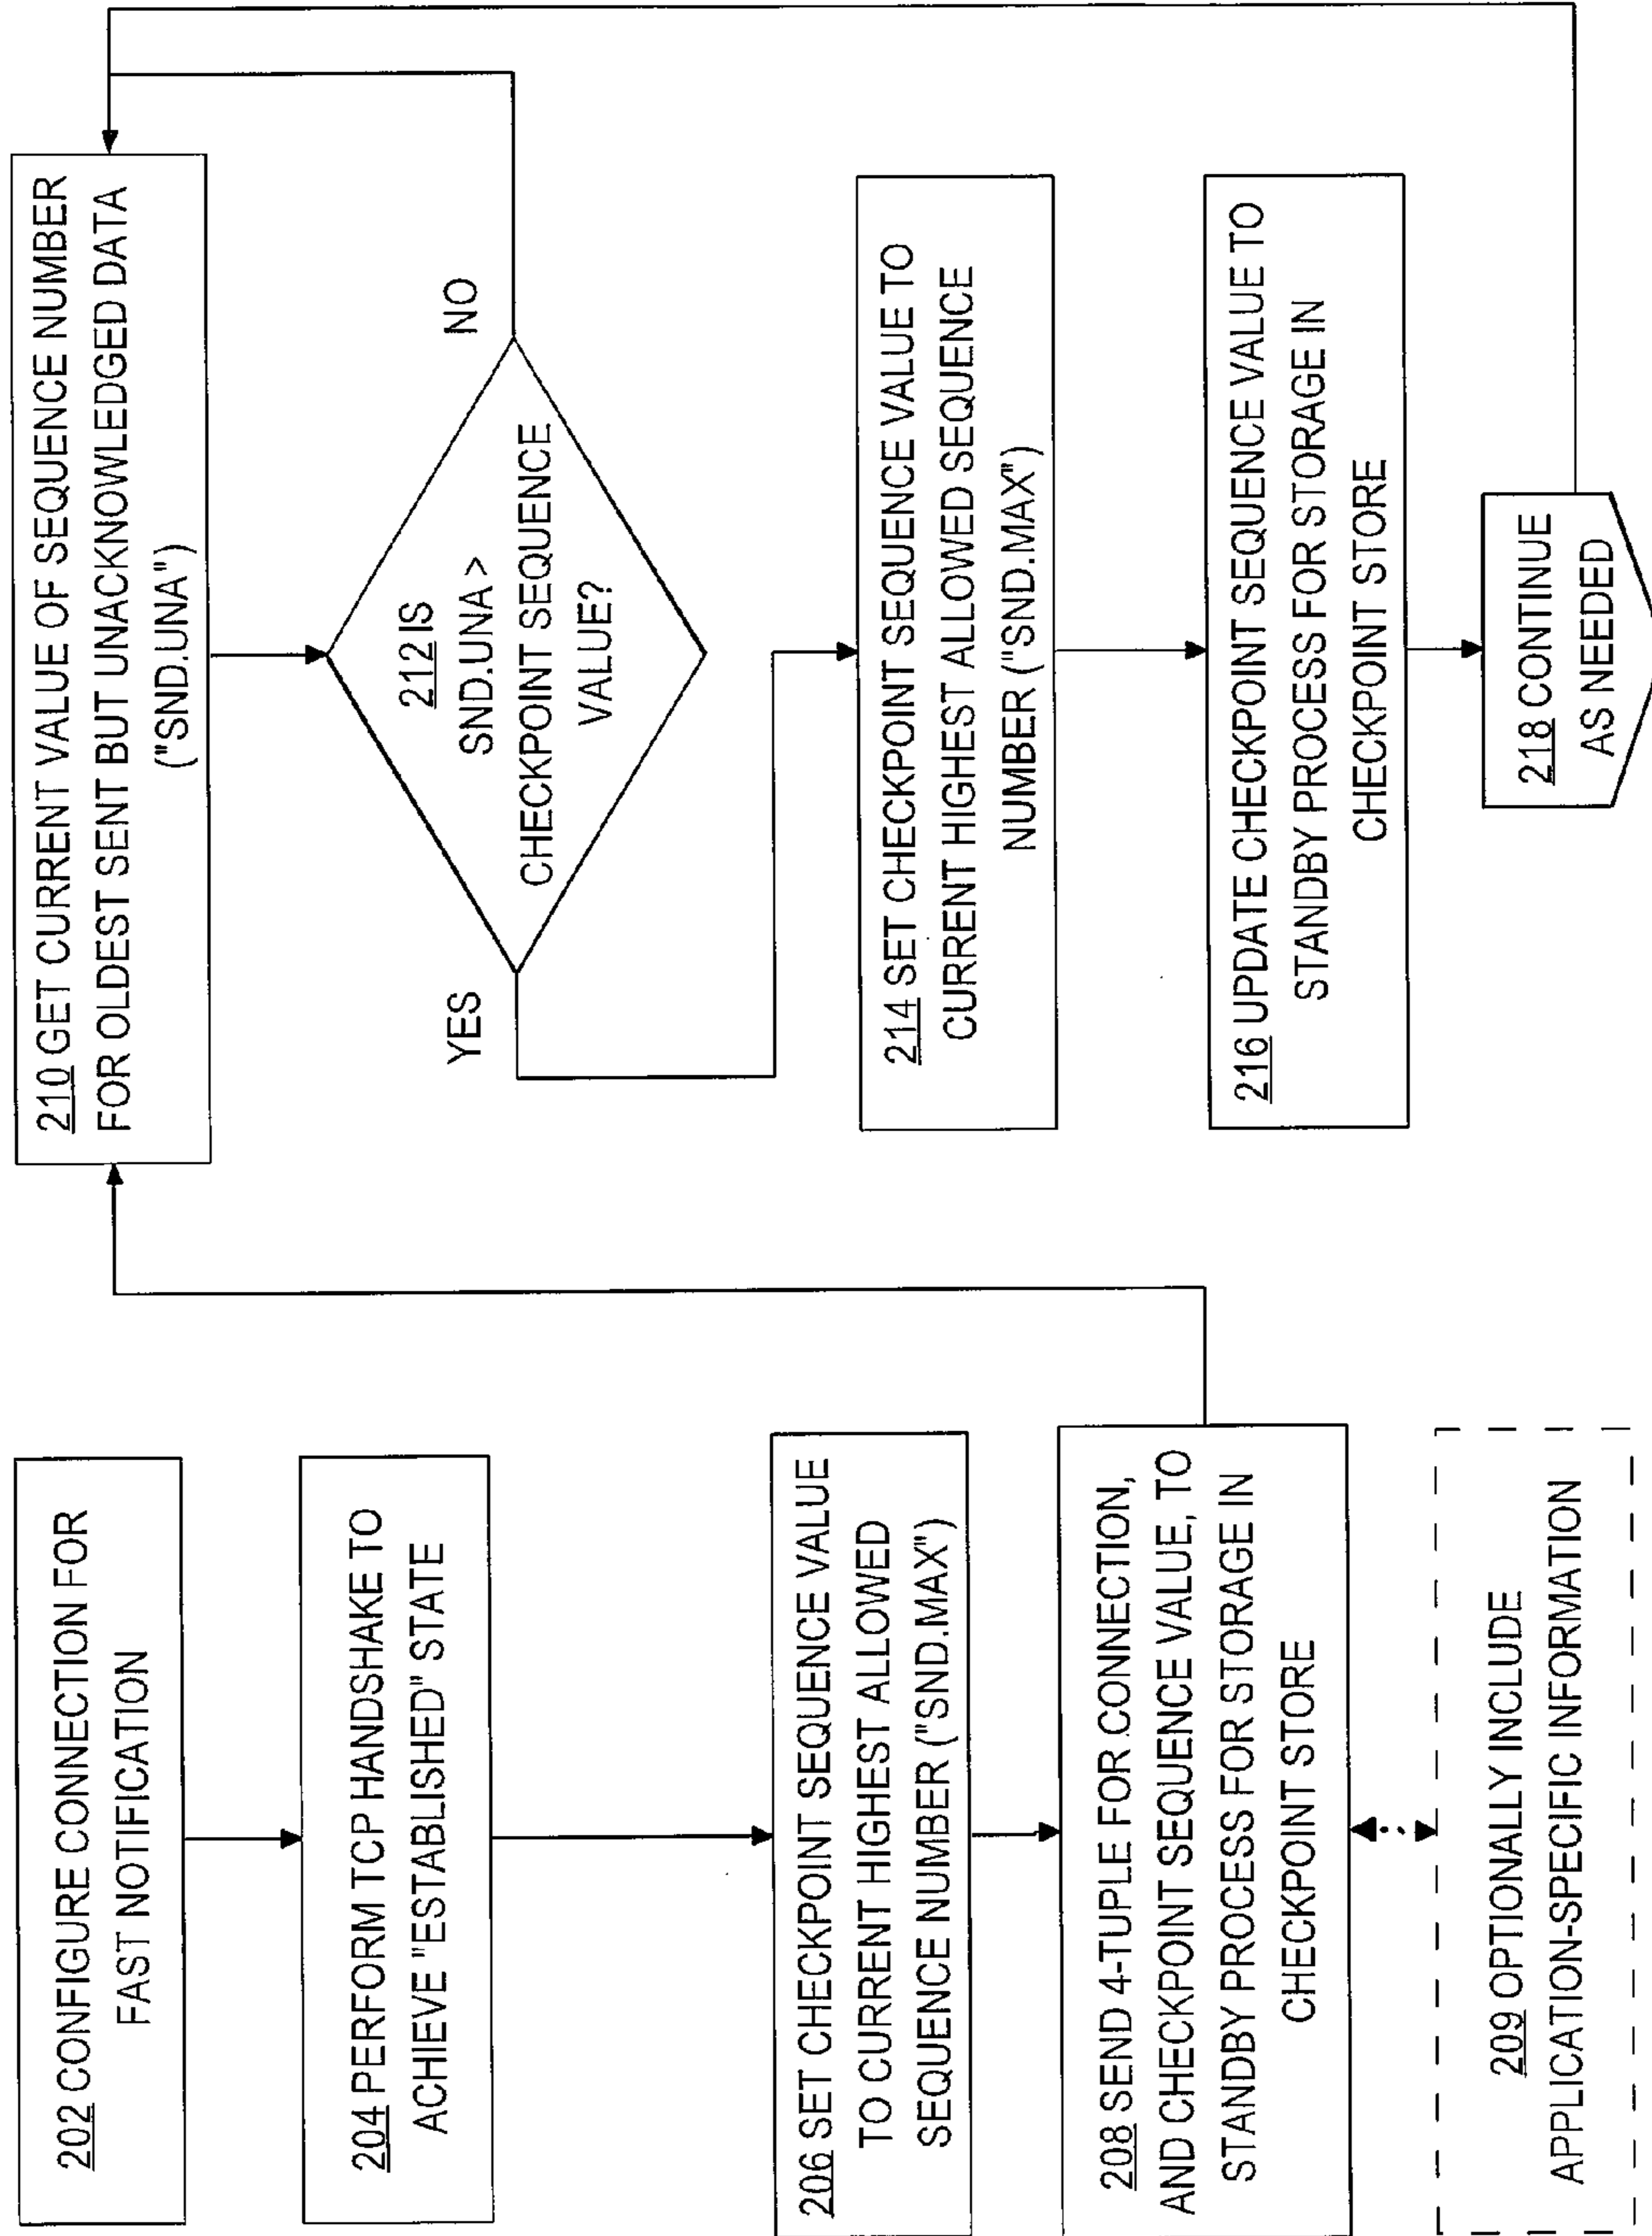 202 CONFIGURE CONNECTION FOR
FAST NOTIFICATION
204 PERFORM TCP HANDSHAKE TO
ACHIEVE "ESTABLISHED" STATE
206 SET CHECKPOINT SEQUENCE VALUE
TO CURRENT HIGHEST ALLOWED
SEQUENCE NUMBER ("SND.MAX")
208 SEND 4-TUPLE FOR CONNECTION,
AND CHECKPOINT SEQUENCE VALUE, TO
STANDBY PROCESS FOR STORAGE IN
CHECKPOINT STORE
209 OPTIONALLY INCLUDE
APPLICATION-SPECIFIC INFORMATION
210 GET CURRENT VALUE OF SEQUENCE NUMBER
FOR OLDEST SENT BUT UNACKNOWLEDGED DATA
("SND.UNA")
212 IS
SND.UNA >
CHECKPOINT SEQUENCE
VALUE?
YES
NO
214 SET CHECKPOINT SEQUENCE VALUE TO
CURRENT HIGHEST ALLOWED SEQUENCE
NUMBER ("SND.MAX")
216 UPDATE CHECKPOINT SEQUENCE VALUE TO
STANDBY PROCESS FOR STORAGE IN
CHECKPOINT STORE
218 CONTINUE
AS NEEDED